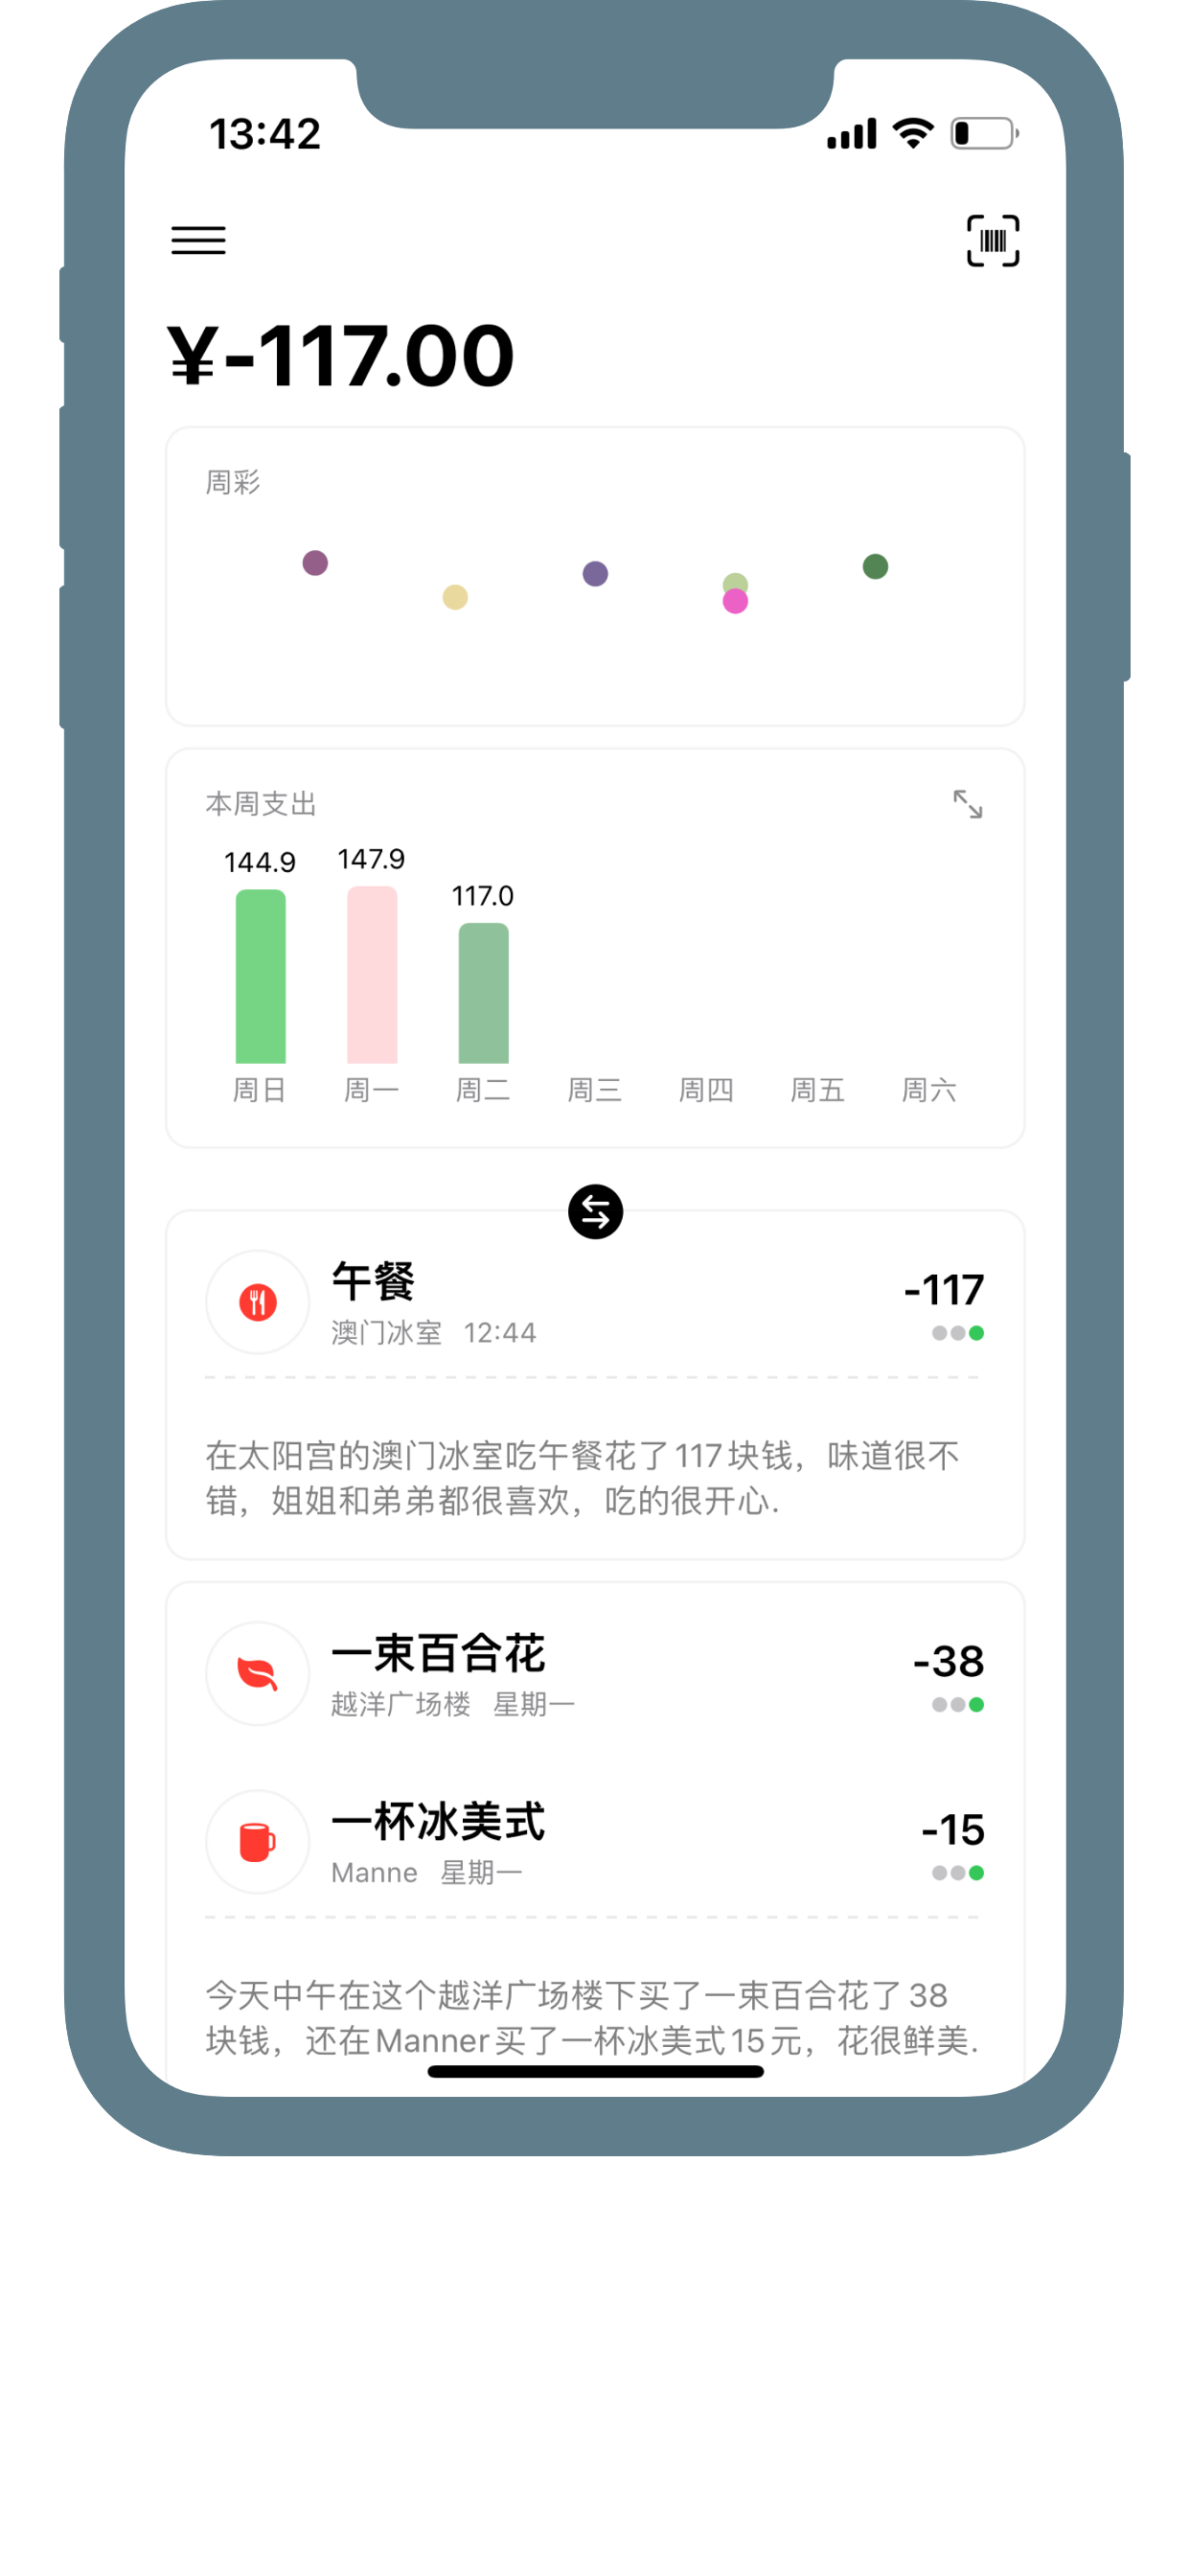 13:42
¥-117.00
周彩
本周支出
144.9 147.9 117.0
周日 周一 周二 周三 周四 周五 周六
午餐
-117
澳门冰室 12:44
在太阳宫的澳门冰室吃午餐花了117块钱，味道很不
错，姐姐和弟弟都很喜欢，吃的很开心.
一束百合花
-38
越洋广场楼 星期一
一杯冰美式
-15
Manne 星期一
今天中午在这个越洋广场楼下买了一束百合花了38
块钱，还在Manner买了一杯冰美式15元，花很鲜美.